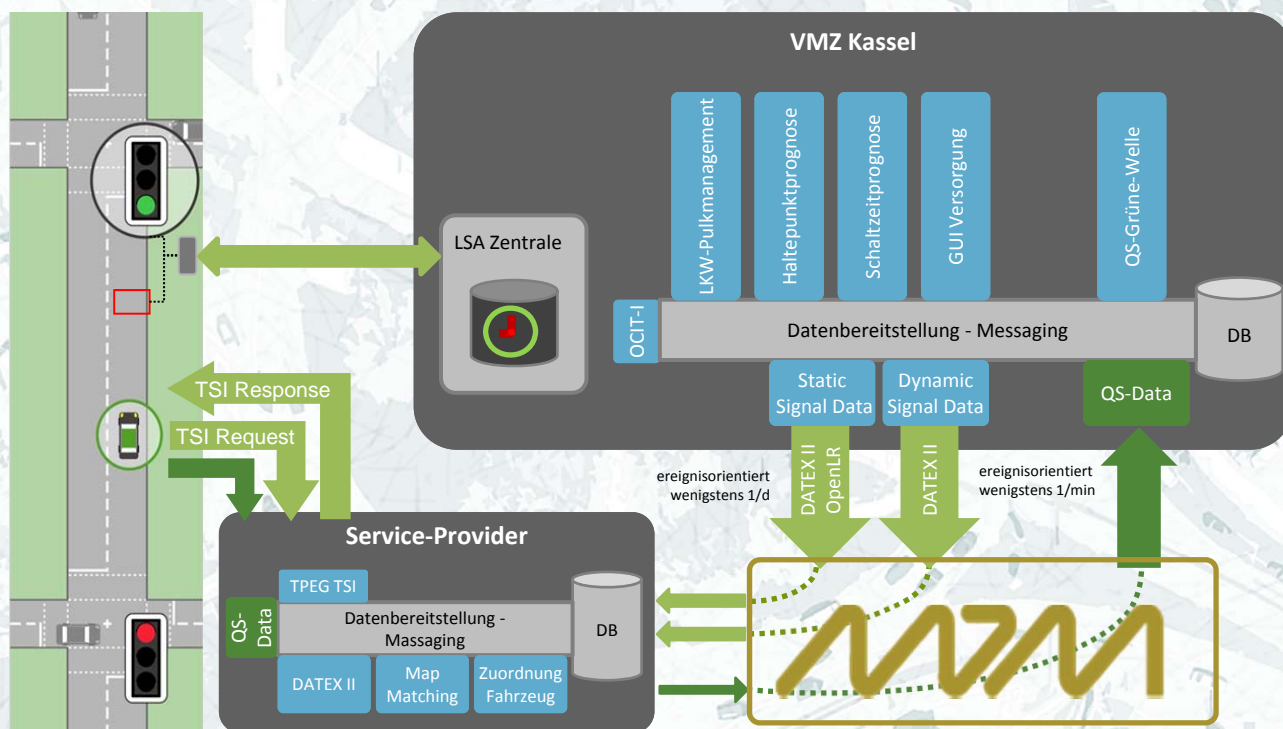 VMZ Kassel
LKW-Pulkmanagement
Haltepunktprognose
Schaltzeitprognose
GUI Versorgung
QS-Grüne-Welle
LSA Zentrale
OCIT-I
Datenbereitstellung - Messaging
DB
Static
Signal Data
Dynamic
Signal Data
QS-Data
TSI Response
TSI Request
ereignisorientiert
wenigstens 1/d
DATEX II
OpenLR
DATEX II
ereignisorientiert
wenigstens 1/min
Service-Provider
TPEG TSI
QS-
Data
Datenbereitstellung -
Massaging
DB
DATEX II
Map
Matching
Zuordnung
Fahrzeug
MDM